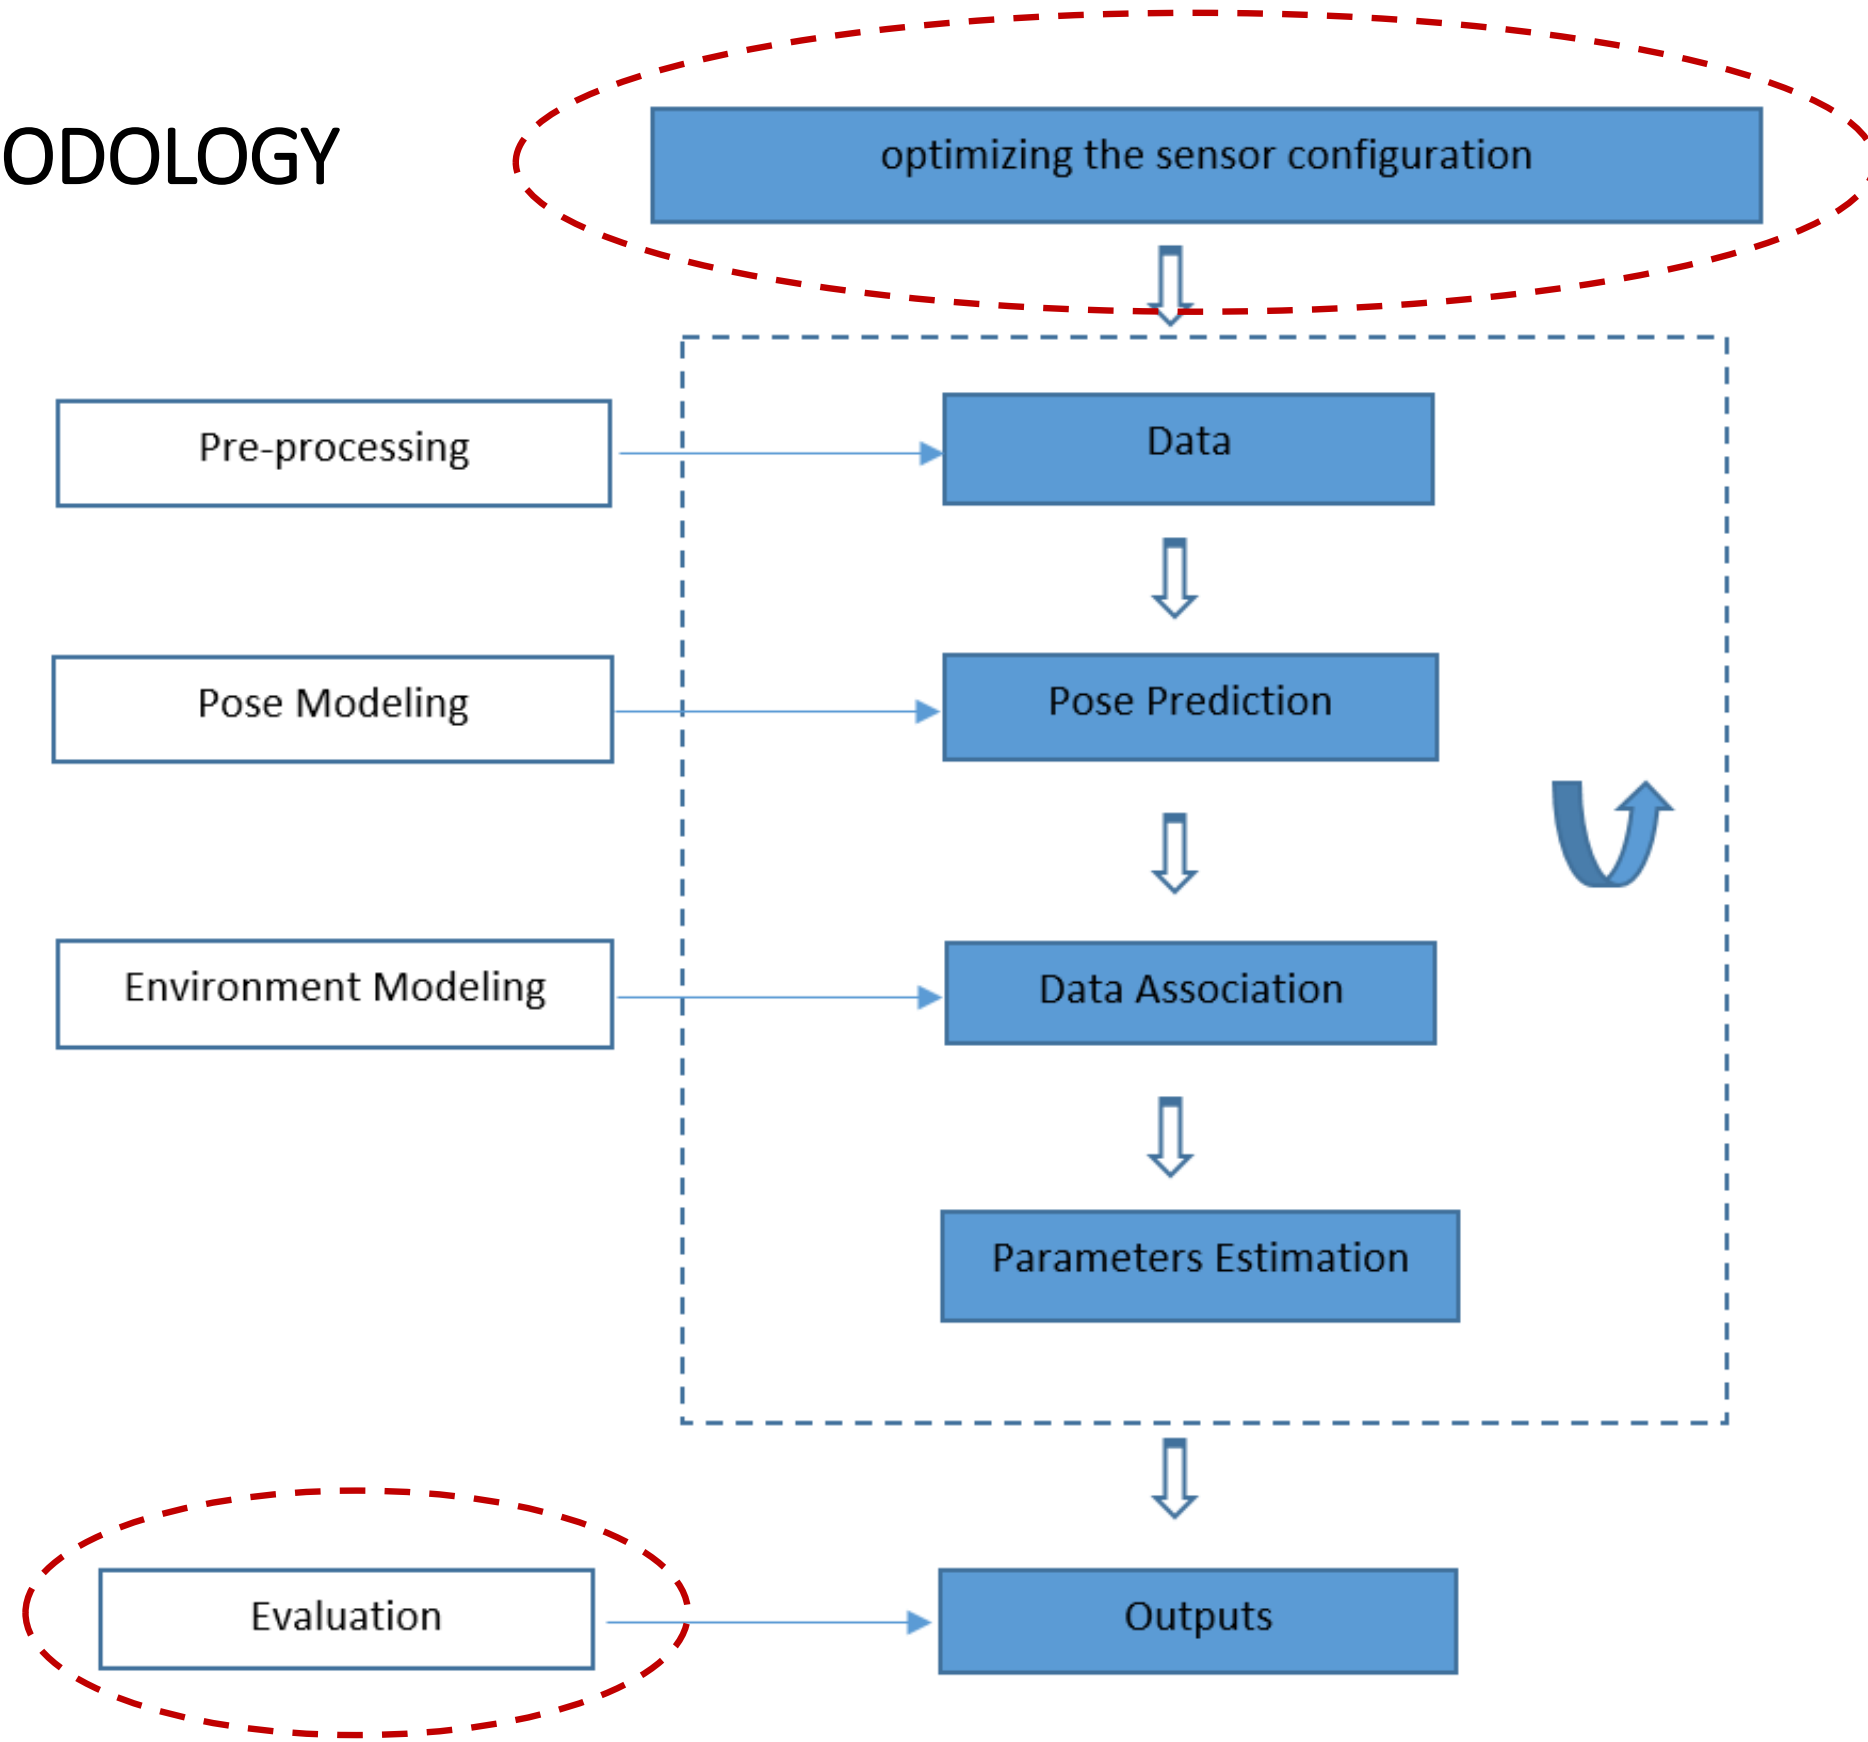 ODOLOGY
optimizing the sensor configuration
Pre-processing
Data
Pose Modeling
Pose Prediction
Environment Modeling
Data Association
Parameters Estimation
Evaluation
Outputs